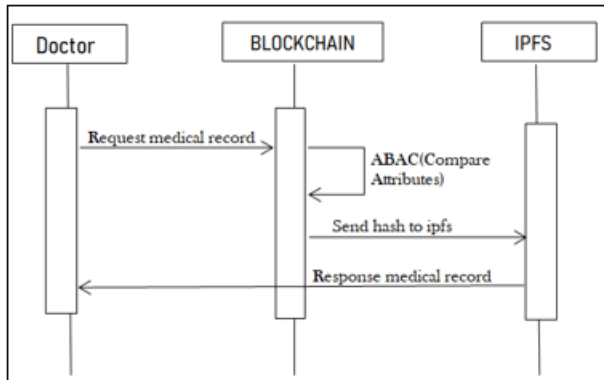 Doctor
BLOCKCHAIN
IPFS
Request medical record
ABAC(Compare
Attributes)
Send hash to ipfs
Response medical record